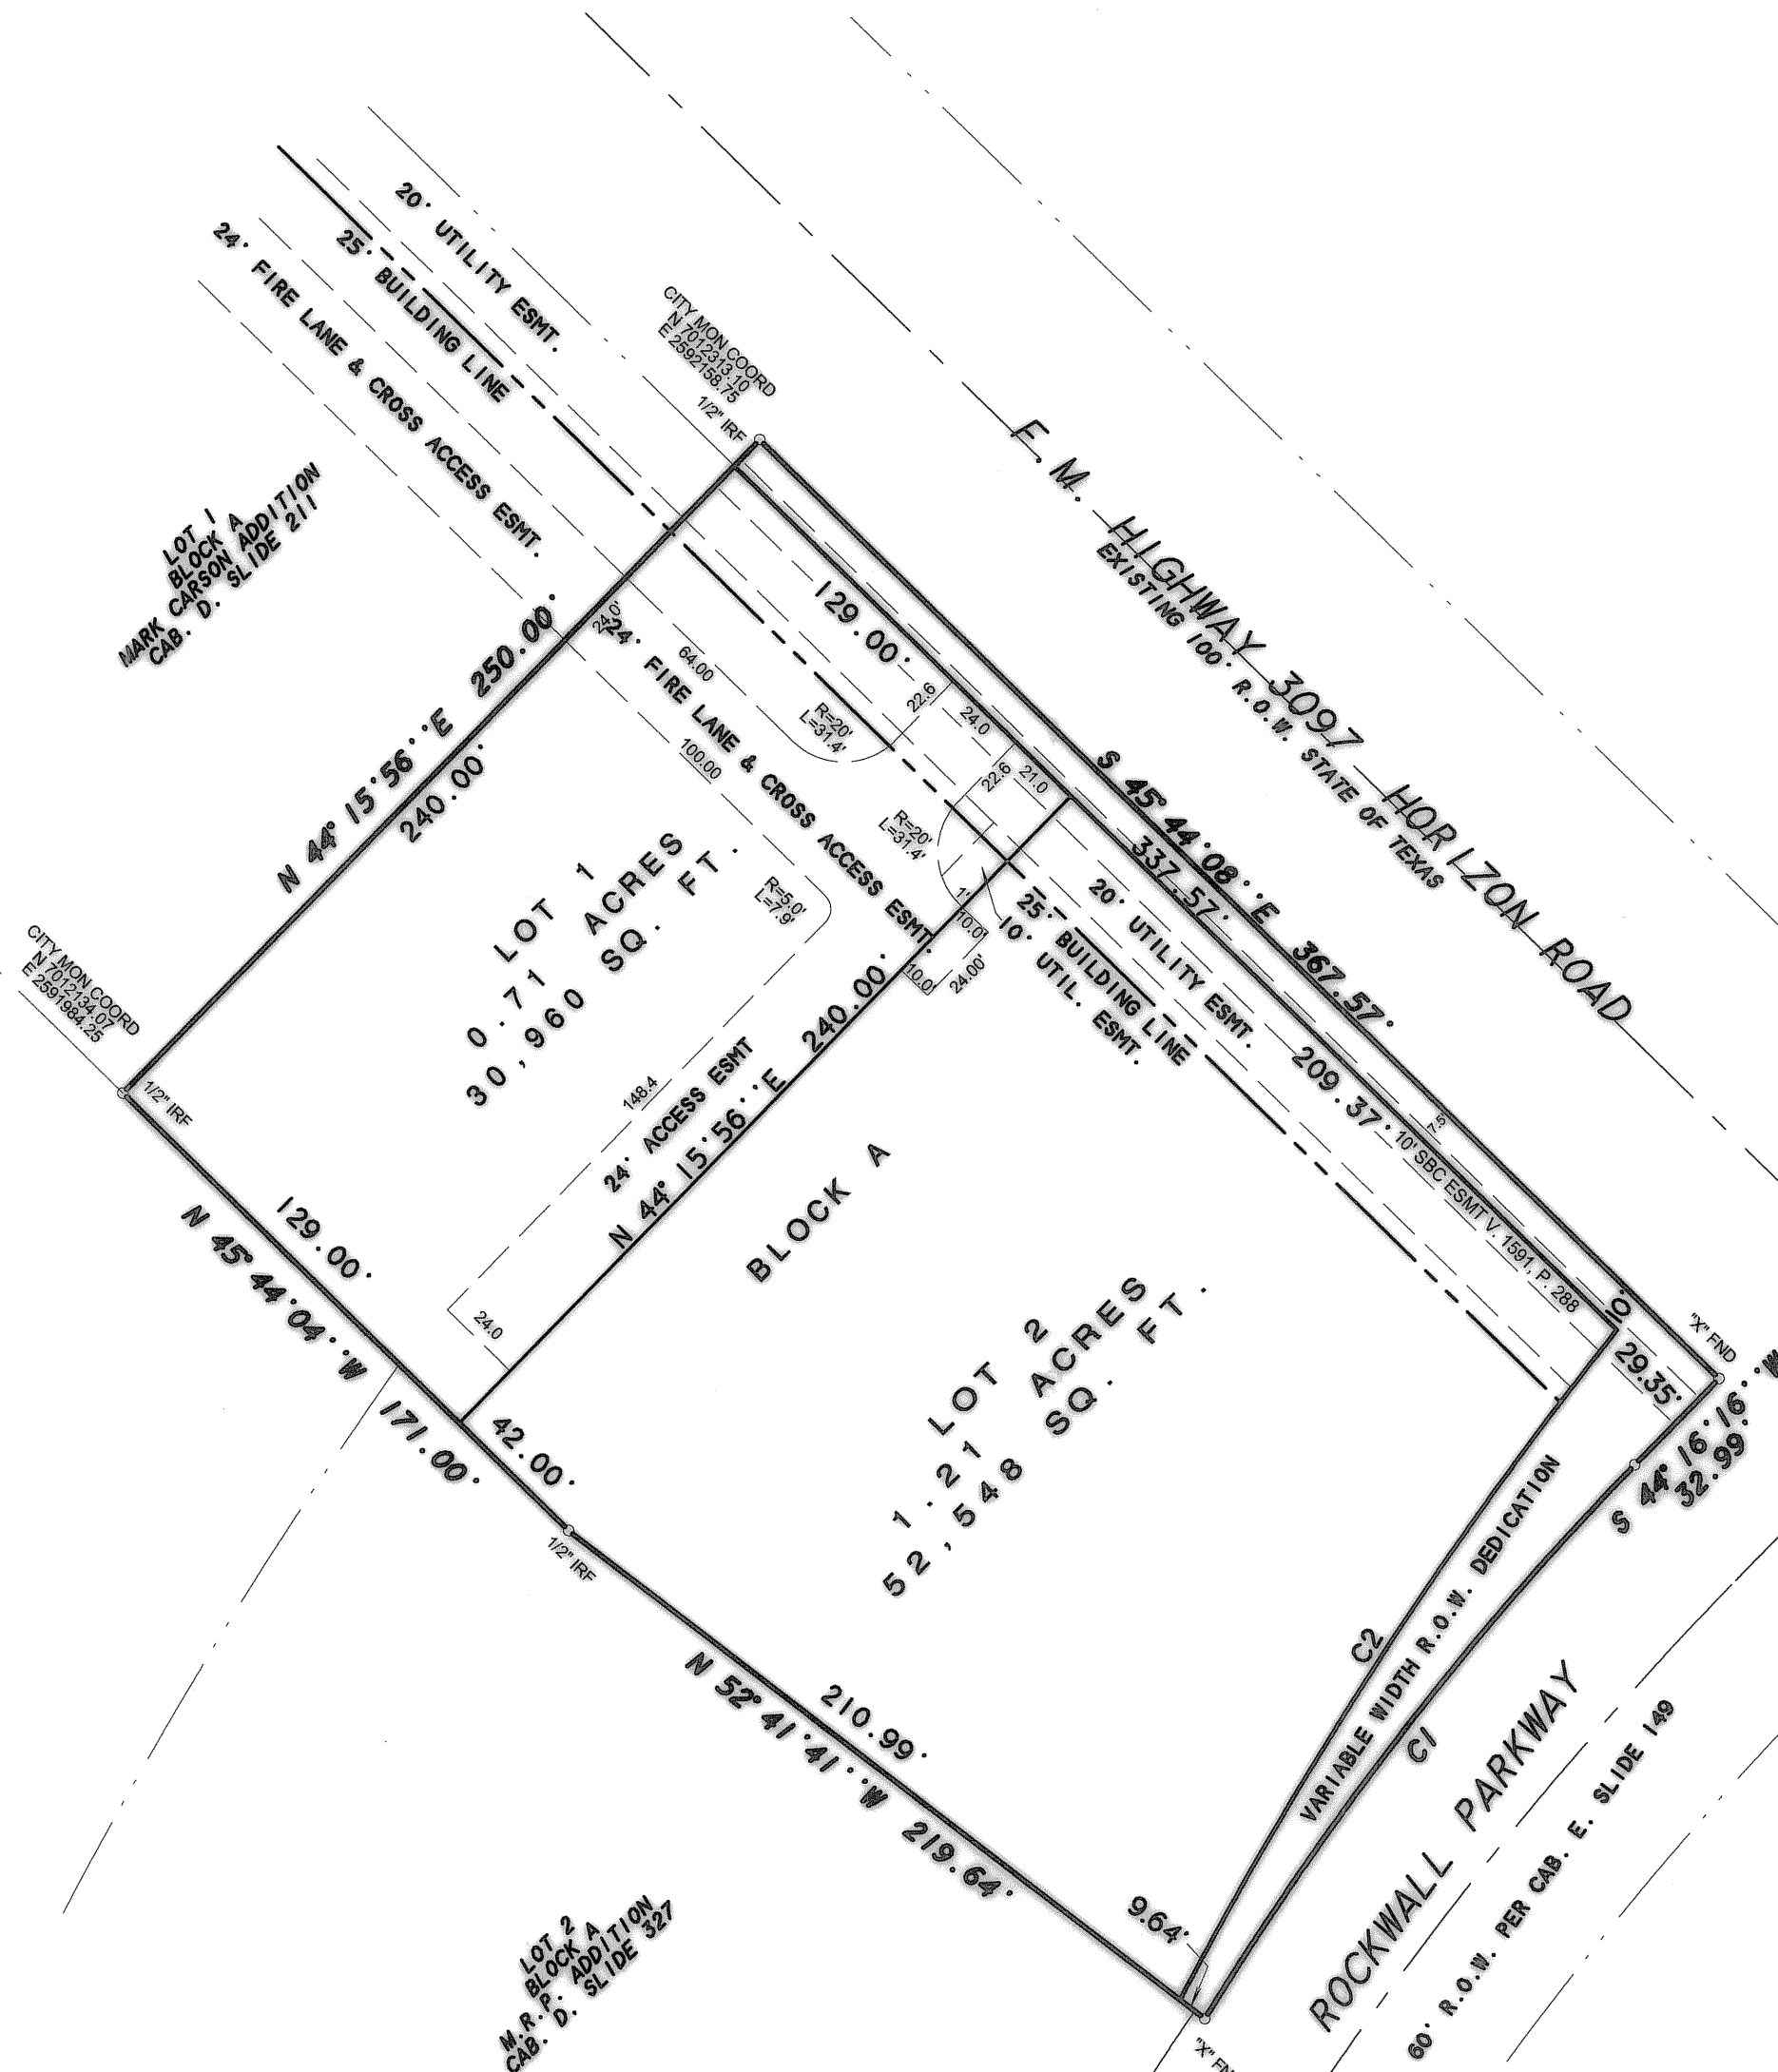 20' UTILITY ESMT.
25' BUILDING LINE
24' FIRE LANE & CROSS ACCESS ESMT.
CITY MON COORD
N 7012313.10
E 2592158.75
1/2" IRF
F. M. HIGHWAY 3097 HORIZON ROAD
EXISTING 100' R.O.W. STATE OF TEXAS
LOT 1
BLOCK A
MARK CARSON ADDITION
CAB. D. SLIDE 211
N 44° 15'56''E 250.00'
240.00'
24.0'
24' FIRE LANE & CROSS ACCESS ESMT.
64.00
100.00
129.00'
22.6
24.0
R=20'
L=31.4'
22.6
21.0
R=20'
L=31.4'
R=5.0'
L=7.9'
1'
10.0'
10.0'
24.00'
10'
UTIL. ESMT.
25' BUILDING LINE
20' UTILITY ESMT.
S 45° 44'08''E 367.57'
337.57'
209.37'
7.5
10' SBC ESMT V. 1591, P. 288
10'
29.35'
"X" FND
S 44° 16'16''W
32.99'
LOT 1
0.71 ACRES
30,960 SQ. FT.
CITY MON COORD
N 7012134.07
E 2591984.25
1/2" IRF
24' ACCESS ESMT
148.4
N 44° 15'56''E 240.00'
24.0
129.00'
N 45° 44'04''W 171.00'
42.00'
1/2" IRF
BLOCK A
LOT 2
1.21 ACRES
52,548 SQ. FT.
N 52° 41'41''W 219.64'
210.99'
9.64'
C2
VARIABLE WIDTH R.O.W. DEDICATION
C1
ROCKWALL PARKWAY
60' R.O.W. PER CAB. E. SLIDE 149
LOT 2
BLOCK A
M.R.P. ADDITION
CAB. D. SLIDE 327
"X" FN